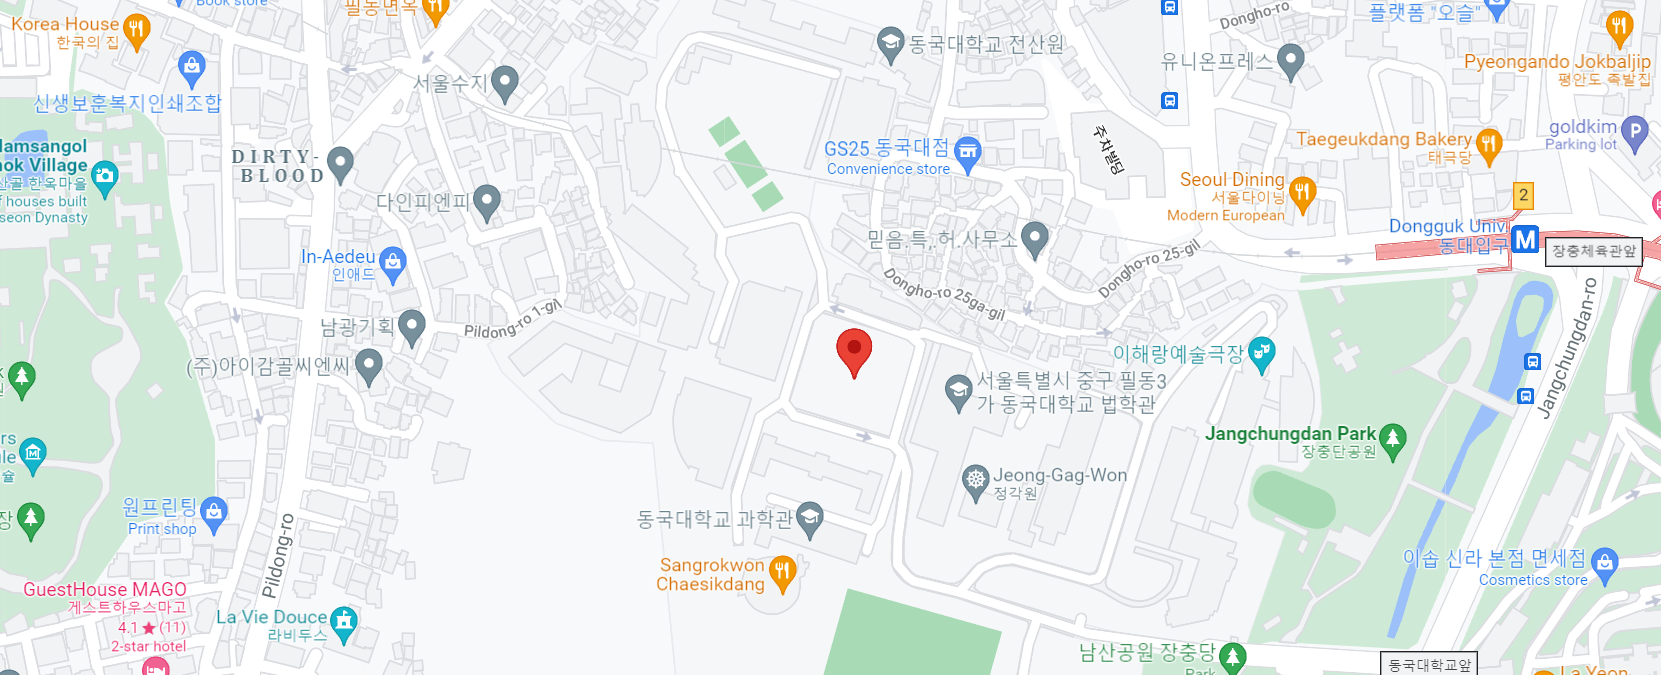 Book store
Korea House
한국의 집
필동면옥
신생보훈복지인쇄조합
서울수지
동국대학교 전산원
Dongho-ro
플랫폼 "오슬"
유니온프레스
Pyeongando Jokbaljip
평안도 족발집
주차빌딩
goldkim
Parking lot
Taegeukdang Bakery
태극당
GS25 동국대점
Convenience store
Namsangol
Hanok Village
f houses built
seon Dynasty
DIRTY-
BLOOD
다인피엔피
Seoul Dining
서울다이닝
Modern European
2
Dongguk Univ
동대입구
M
장충체육관앞
믿음.특,.허.사무소
Dongho-ro 25-gil
Dongho-ro 25ga-gil
In-Aedeu
인애드
남광기획
Pildong-ro 1-gil
(주)아이감골씨엔씨
이해랑예술극장
서울특별시 중구 필동3
가 동국대학교 법학관
Jangchungdan-ro
Jangchungdan Park
장충단공원
Jeong-Gag-Won
정각원
동국대학교 과학관
원프린팅
Print shop
Pildong-ro
Sangrokwon
Chaesikdang
이솝 신라 본점 면세점
Cosmetics store
GuestHouse MAGO
게스트하우스마고
4.1★(11)
2-star hotel
La Vie Douce
라비두스
남산공원 장충당
Park
동국대학교앞
La Yeon